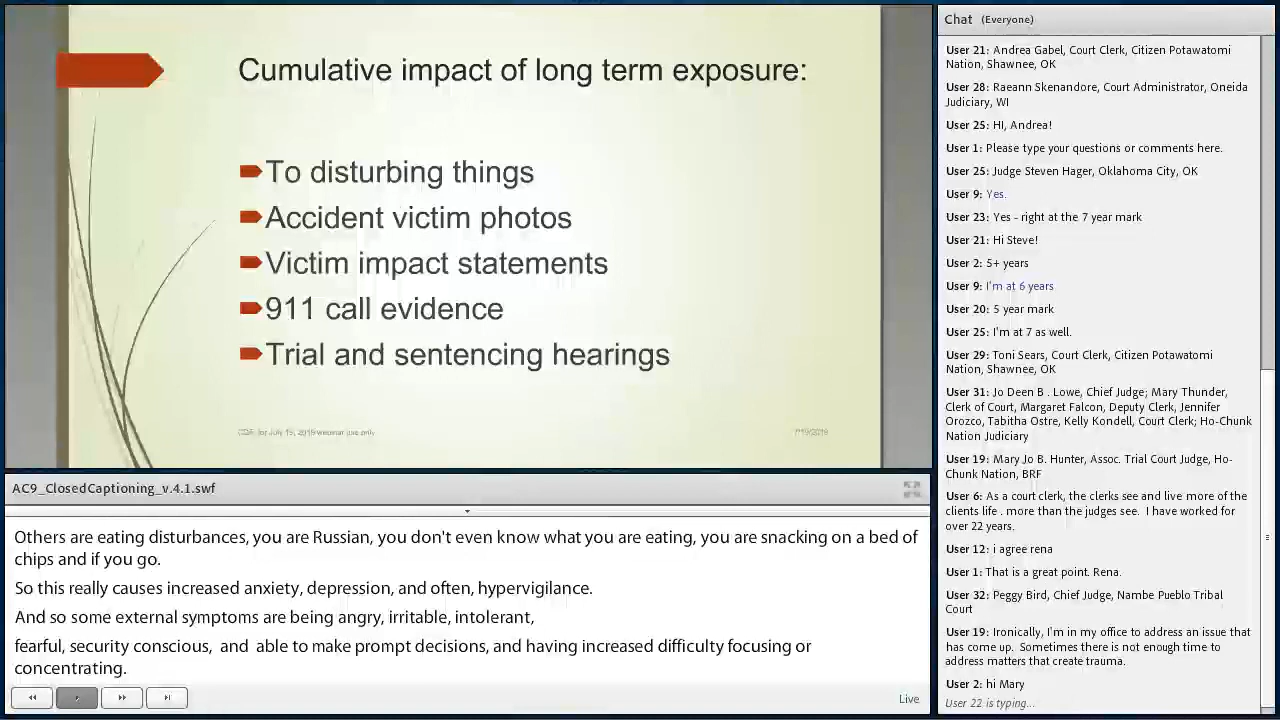 Cumulative impact of long term exposure:
To disturbing things
Accident victim photos
Victim impact statements
911 call evidence
Trial and sentencing hearings
for July 19, 2019 webinar use only
7/19/2019
AC9_ClosedCaptioning_v.4.1.swf
Others are eating disturbances, you are Russian, you don't even know what you are eating, you are snacking on a bed of
chips and if you go.
So this really causes increased anxiety, depression, and often, hypervigilance.
And so some external symptoms are being angry, irritable, intolerant,
fearful, security conscious, and able to make prompt decisions, and having increased difficulty focusing or
concentrating.
Live
Chat (Everyone)
User 21: Andrea Gabel, Court Clerk, Citizen Potawatomi
Nation, Shawnee, OK
User 28: Raeann Skenandore, Court Administrator, Oneida
Judiciary, WI
User 25: HI, Andrea!
User 1: Please type your questions or comments here.
User 25: Judge Steven Hager, Oklahoma City, OK
User 9: Yes.
User 23: Yes - right at the 7 year mark
User 21: Hi Steve!
User 2: 5+ years
User 9: I'm at 6 years
User 20: 5 year mark
User 25: I'm at 7 as well.
User 29: Toni Sears, Court Clerk, Citizen Potawatomi
Nation, Shawnee, OK
User 31: Jo Deen B . Lowe, Chief Judge; Mary Thunder,
Clerk of Court, Margaret Falcon, Deputy Clerk, Jennifer
Orozco, Tabitha Ostre, Kelly Kondell, Court Clerk; Ho-Chunk
Nation Judiciary
User 19: Mary Jo B. Hunter, Assoc. Trial Court Judge, Ho-
Chunk Nation, BRF
User 6: As a court clerk, the clerks see and live more of the
clients life . more than the judges see. I have worked for
over 22 years.
User 12: i agree rena
User 1: That is a great point. Rena.
User 32: Peggy Bird, Chief Judge, Nambe Pueblo Tribal
Court
User 19: Ironically, I'm in my office to address an issue that
has come up. Sometimes there is not enough time to
address matters that create trauma.
User 2: hi Mary
User 22 is typing...